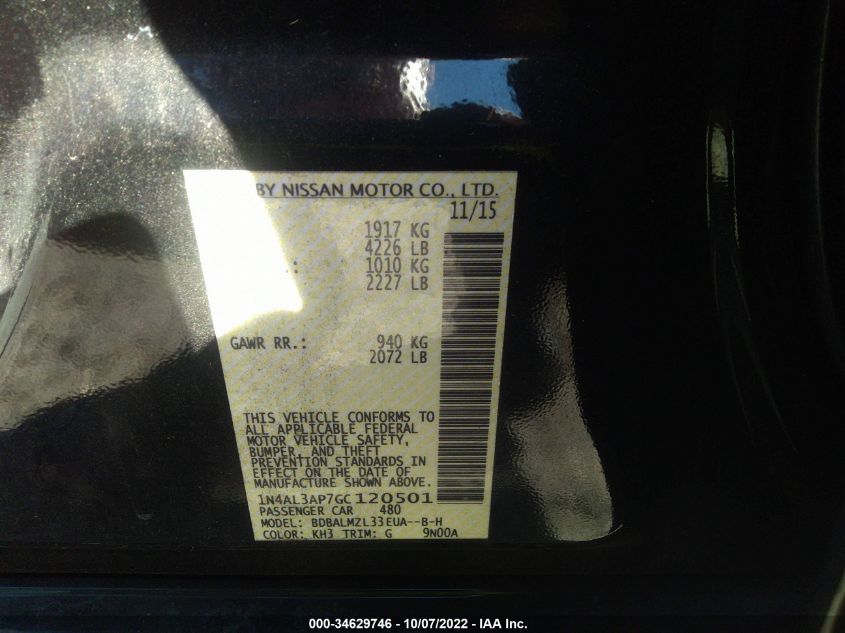 BY NISSAN MOTOR CO., LTD.
11/15
1917 KG
4226 LB
1010 KG
2227 LB
GAWR RR.: 940 KG
2072 LB
THIS VEHICLE CONFORMS TO
ALL APPLICABLE FEDERAL
MOTOR VEHICLE SAFETY,
BUMPER, AND THEFT
PREVENTION STANDARDS IN
EFFECT ON THE DATE OF
MANUFACTURE SHOWN ABOVE.
1N4AL3AP7GC120501
PASSENGER CAR 480
MODEL: BDBALMZL33EUA--B-H
COLOR: KH3 TRIM: G 9N00A
000-34629746 - 10/07/2022 - IAA Inc.